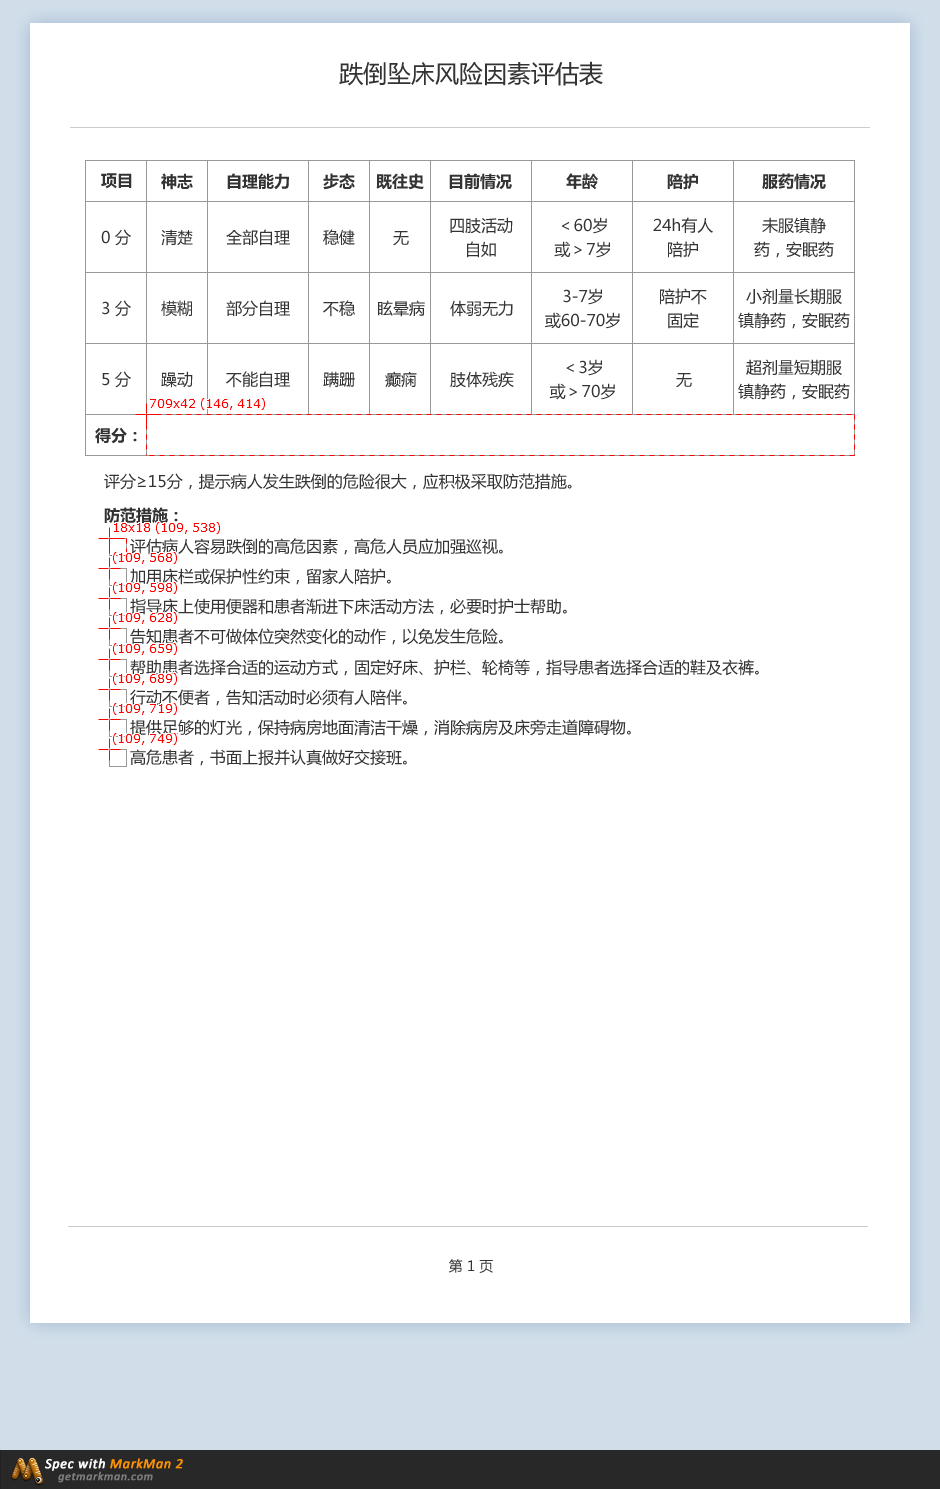 跌倒坠床风险因素评估表
项目 神志 自理能力 步态 既往史 目前情况 年龄 陪护 服药情况
0 分 清楚 全部自理 稳健 无 四肢活动自如 ＜60岁或＞7岁 24h有人陪护 未服镇静药，安眠药
3 分 模糊 部分自理 不稳 眩晕病 体弱无力 3-7岁或60-70岁 陪护不固定 小剂量长期服镇静药，安眠药
5 分 躁动 不能自理 蹒跚 癫痫 肢体残疾 ＜3岁或＞70岁 无 超剂量短期服镇静药，安眠药
709x42 (146, 414)
得分：
评分≥15分，提示病人发生跌倒的危险很大，应积极采取防范措施。
防范措施：
18x18 (109, 538)
评估病人容易跌倒的高危因素，高危人员应加强巡视。
(109, 568)
加用床栏或保护性约束，留家人陪护。
(109, 598)
指导床上使用便器和患者渐进下床活动方法，必要时护士帮助。
(109, 628)
告知患者不可做体位突然变化的动作，以免发生危险。
(109, 659)
帮助患者选择合适的运动方式，固定好床、护栏、轮椅等，指导患者选择合适的鞋及衣裤。
(109, 689)
行动不便者，告知活动时必须有人陪伴。
(109, 719)
提供足够的灯光，保持病房地面清洁干燥，消除病房及床旁走道障碍物。
(109, 749)
高危患者，书面上报并认真做好交接班。
第 1 页
Spec with MarkMan 2
getmarkman.com